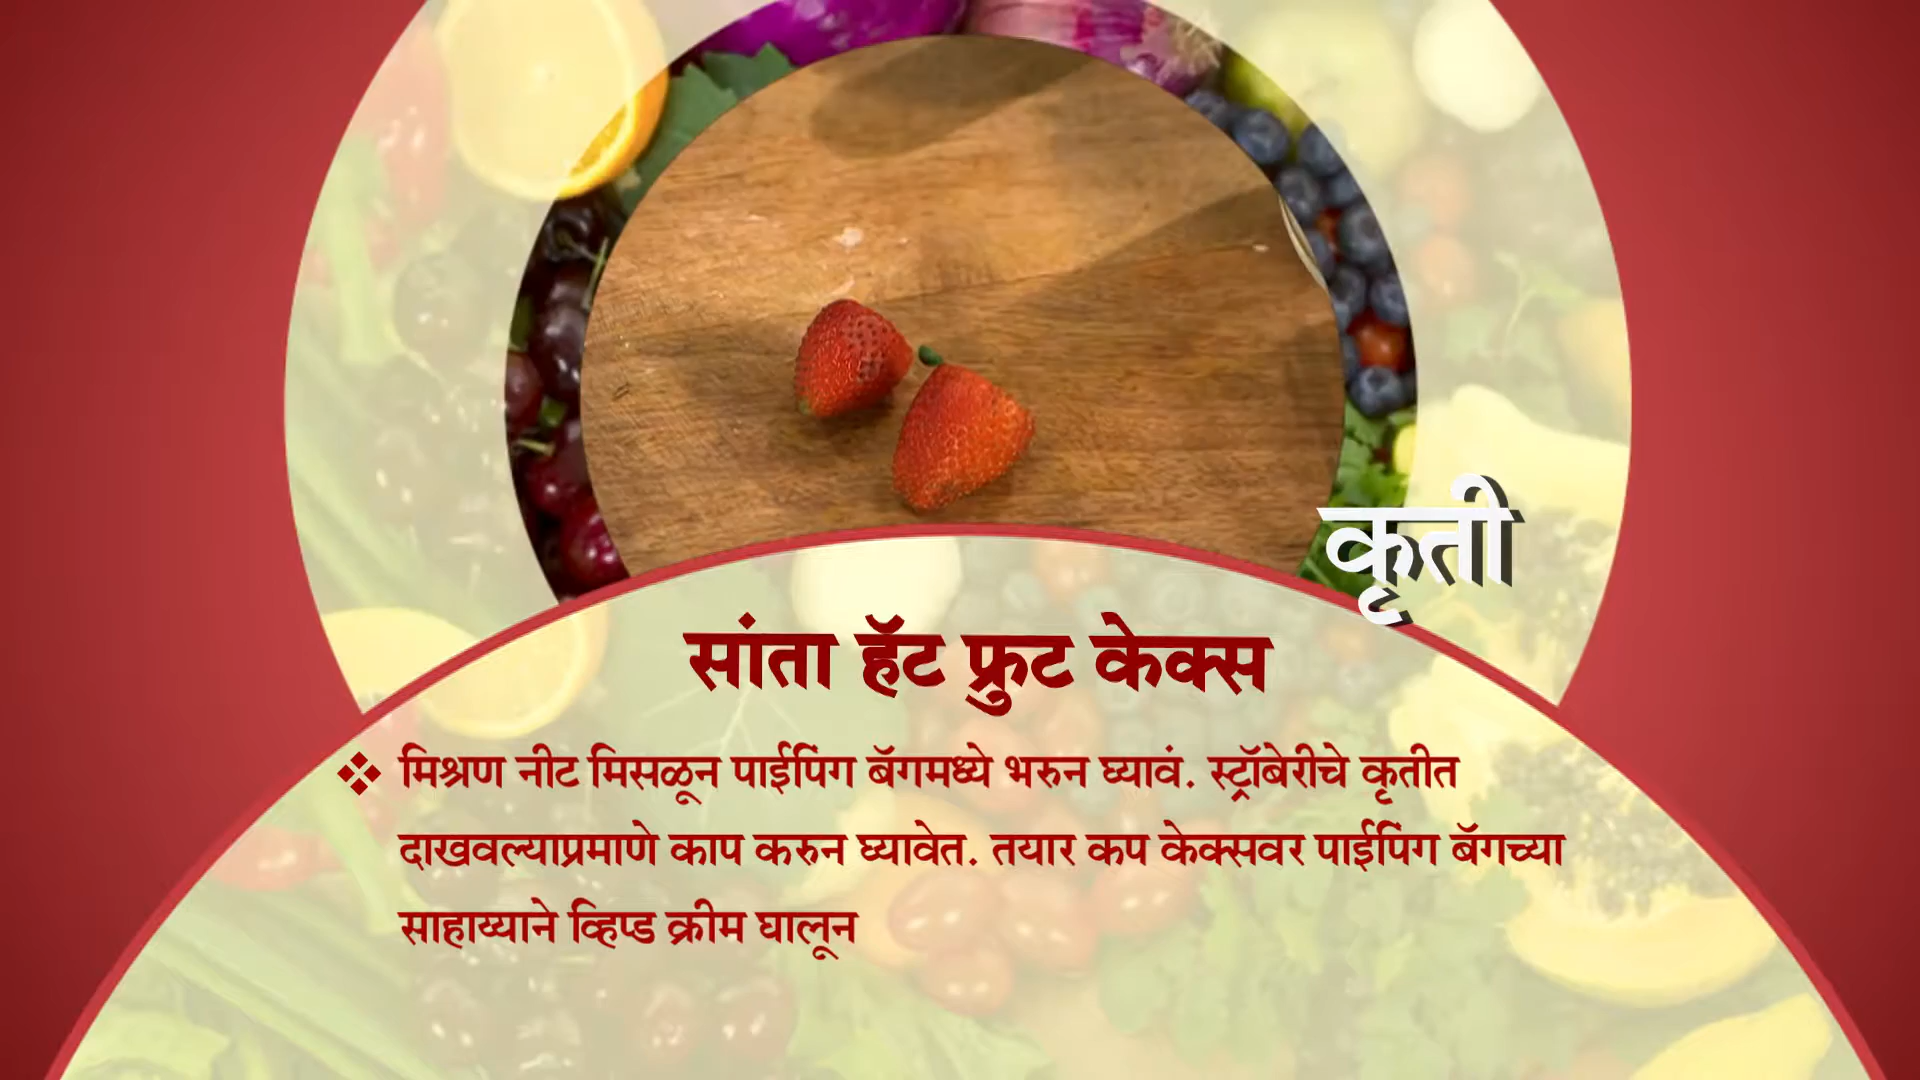 कृती
सांता हॅट फ्रुट केक्स
❖ मिश्रण नीट मिसळून पाईपिंग बॅगमध्ये भरुन घ्यावं. स्ट्रॉबेरीचे कृतीत
दाखवल्याप्रमाणे काप करुन घ्यावेत. तयार कप केक्सवर पाईपिंग बॅगच्या
साहाय्याने व्हिप्ड क्रीम घालून